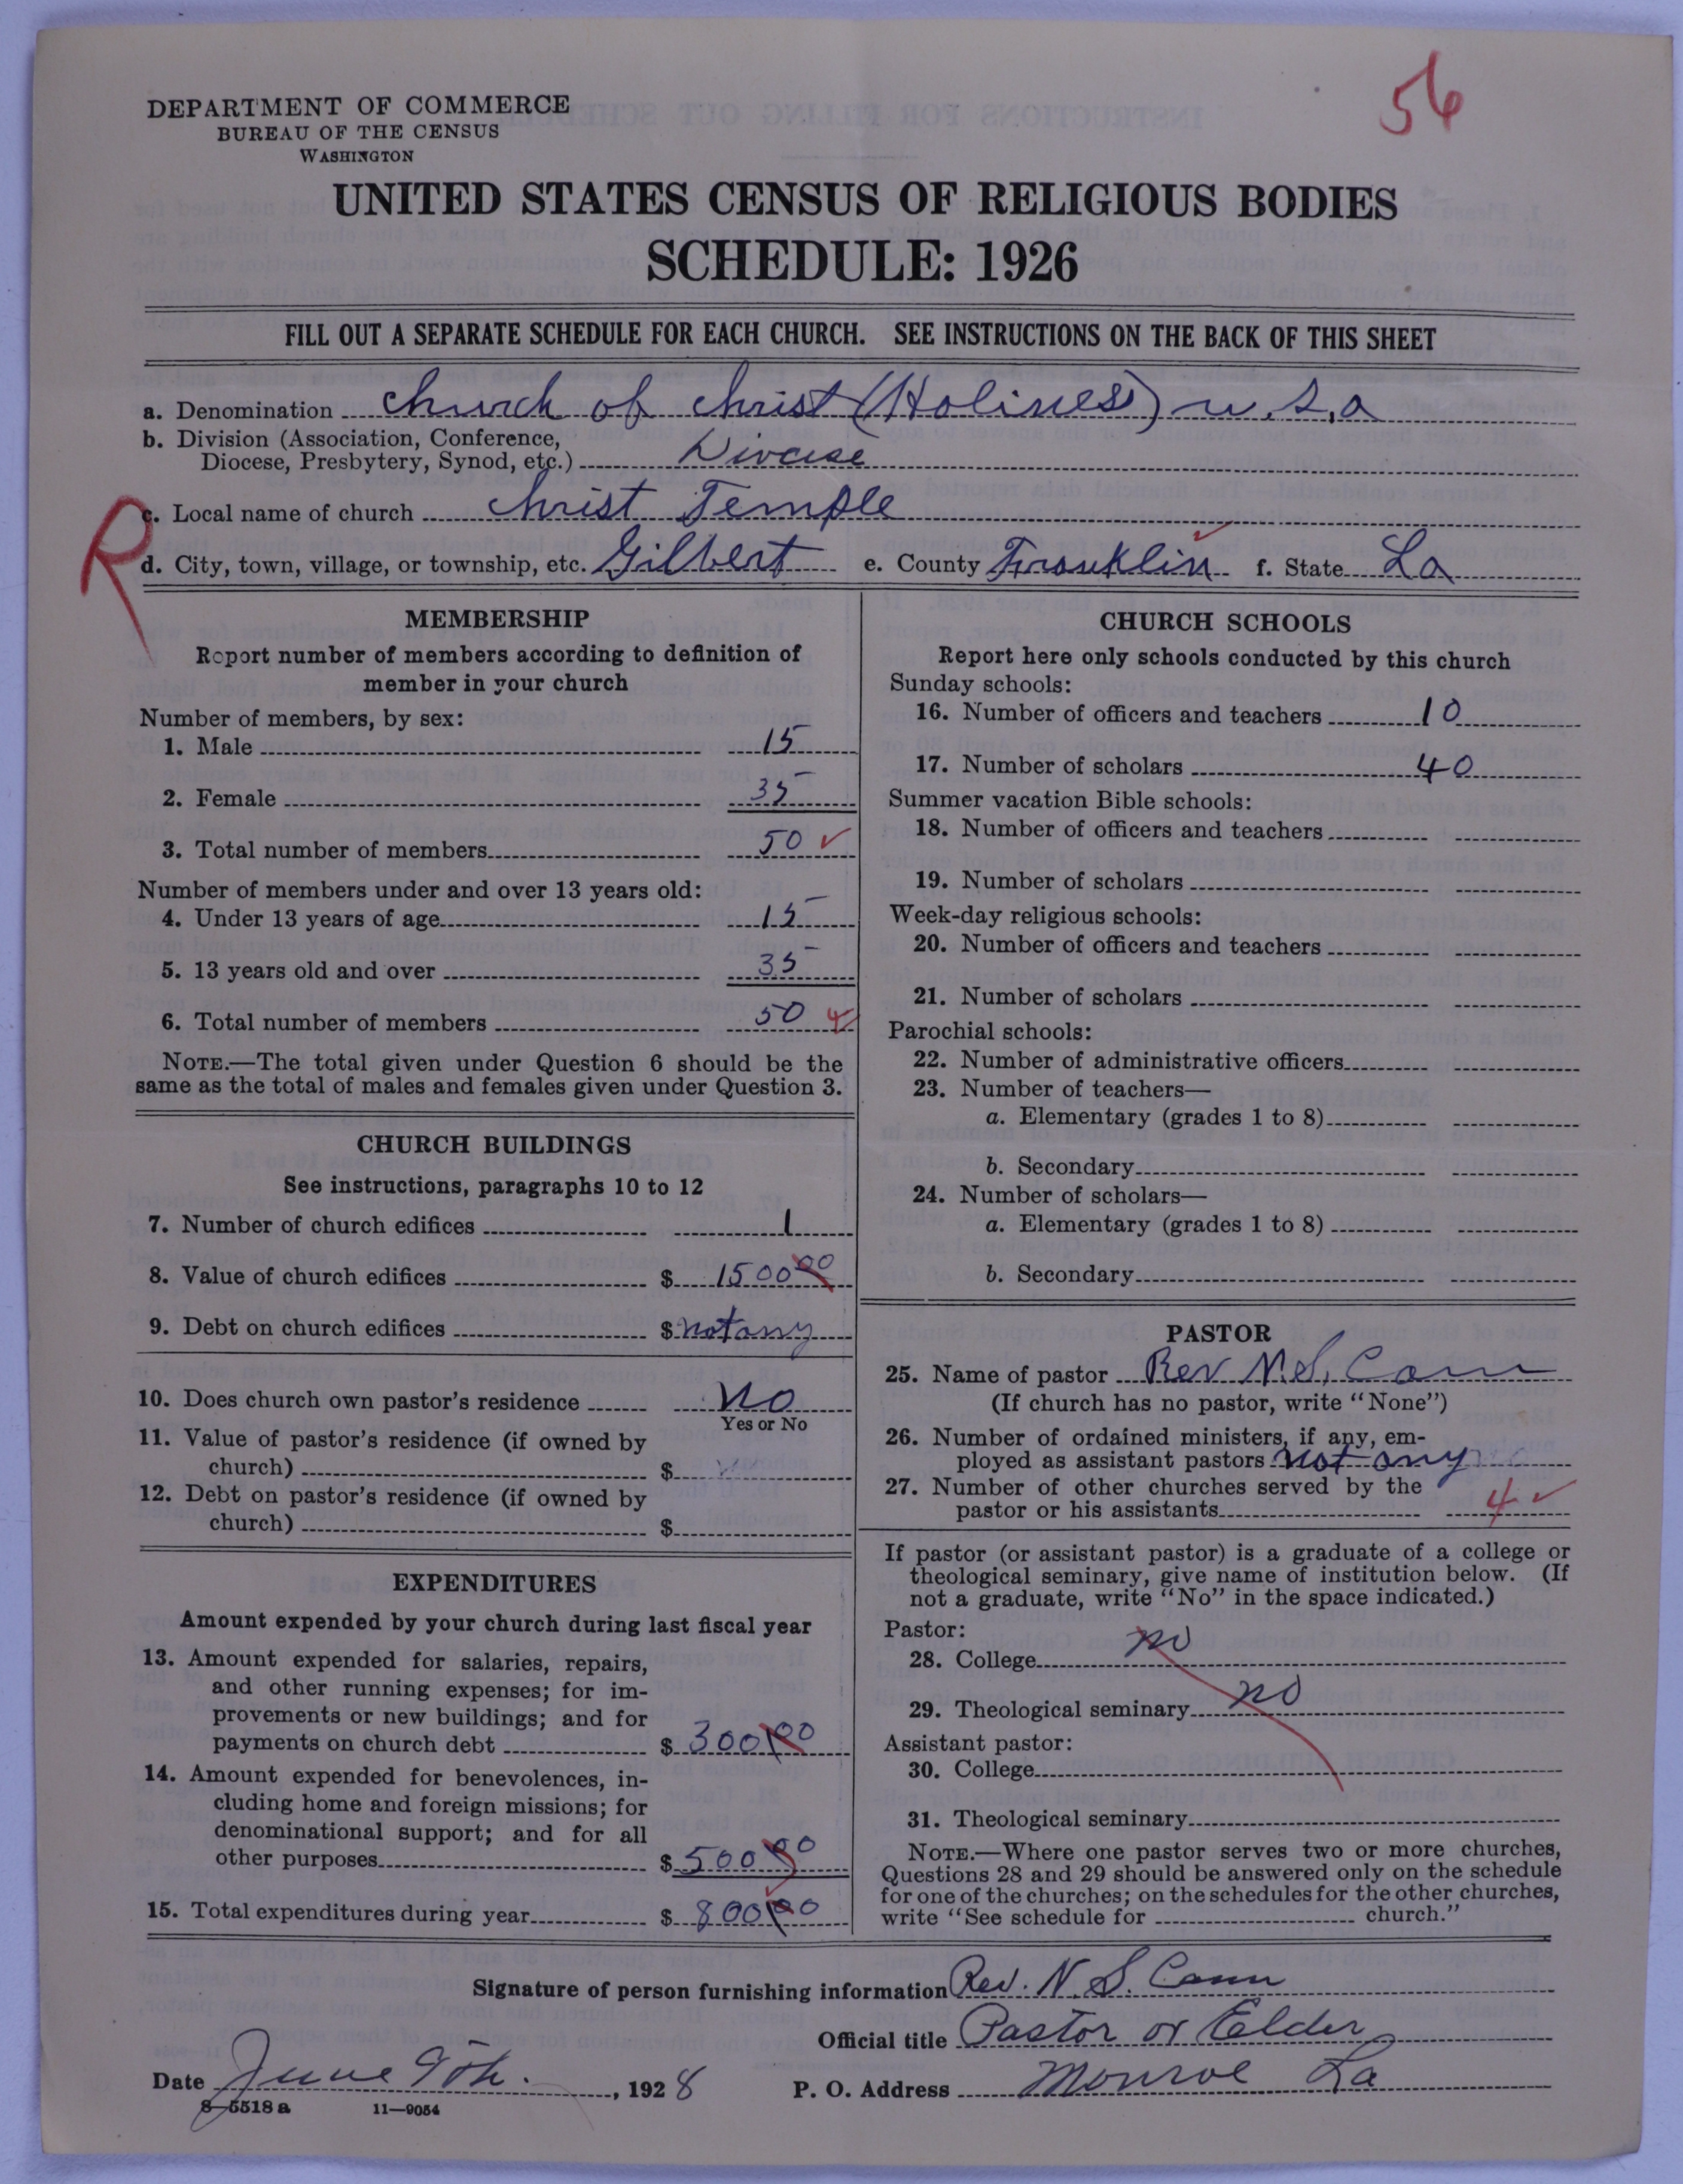 56
DEPARTMENT OF COMMERCE
BUREAU OF THE CENSUS
WASHINGTON
UNITED STATES CENSUS OF RELIGIOUS BODIES
SCHEDULE: 1926
FILL OUT A SEPARATE SCHEDULE FOR EACH CHURCH. SEE INSTRUCTIONS ON THE BACK OF THIS SHEET
a. Denomination church of christ (Holiness) u.s,a
b. Division (Association, Conference,
Diocese, Presbytery, Synod, etc.) Divcise
R
c. Local name of church christ Temple
d. City, town, village, or township, etc. Gilbert e. County Franklin f. State La
MEMBERSHIP
Report number of members according to definition of
member in your church
Number of members, by sex:
1. Male 15
2. Female 35
3. Total number of members 50 ✓
Number of members under and over 13 years old:
4. Under 13 years of age 15
5. 13 years old and over 35
6. Total number of members 50
NOTE.—The total given under Question 6 should be the
same as the total of males and females given under Question 3.
CHURCH BUILDINGS
See instructions, paragraphs 10 to 12
7. Number of church edifices 1
8. Value of church edifices $ 1500 00
9. Debt on church edifices $ not any
10. Does church own pastor's residence No
Yes or No
11. Value of pastor's residence (if owned by
church) $
12. Debt on pastor's residence (if owned by
church) $
EXPENDITURES
Amount expended by your church during last fiscal year
13. Amount expended for salaries, repairs,
and other running expenses; for im-
provements or new buildings; and for
payments on church debt $ 300 00
14. Amount expended for benevolences, in-
cluding home and foreign missions; for
denominational support; and for all
other purposes $ 500 00
15. Total expenditures during year $ 800 00
CHURCH SCHOOLS
Report here only schools conducted by this church
Sunday schools:
16. Number of officers and teachers 10
17. Number of scholars 40
Summer vacation Bible schools:
18. Number of officers and teachers
19. Number of scholars
Week-day religious schools:
20. Number of officers and teachers
21. Number of scholars
Parochial schools:
22. Number of administrative officers
23. Number of teachers—
a. Elementary (grades 1 to 8)
b. Secondary
24. Number of scholars—
a. Elementary (grades 1 to 8)
b. Secondary
PASTOR
25. Name of pastor Rev N.S. Cann
(If church has no pastor, write "None")
26. Number of ordained ministers, if any, em-
ployed as assistant pastors not any
27. Number of other churches served by the
pastor or his assistants 4 ✓
If pastor (or assistant pastor) is a graduate of a college or
theological seminary, give name of institution below. (If
not a graduate, write "No" in the space indicated.)
Pastor:
28. College no
29. Theological seminary no
Assistant pastor:
30. College
31. Theological seminary
NOTE.—Where one pastor serves two or more churches,
Questions 28 and 29 should be answered only on the schedule
for one of the churches; on the schedules for the other churches,
write "See schedule for church."
Signature of person furnishing information Rev. N. S. Cann
Official title Pastor or Elder
Date June 9th. , 1928 P. O. Address Monroe La
8-5518 a 11—9054